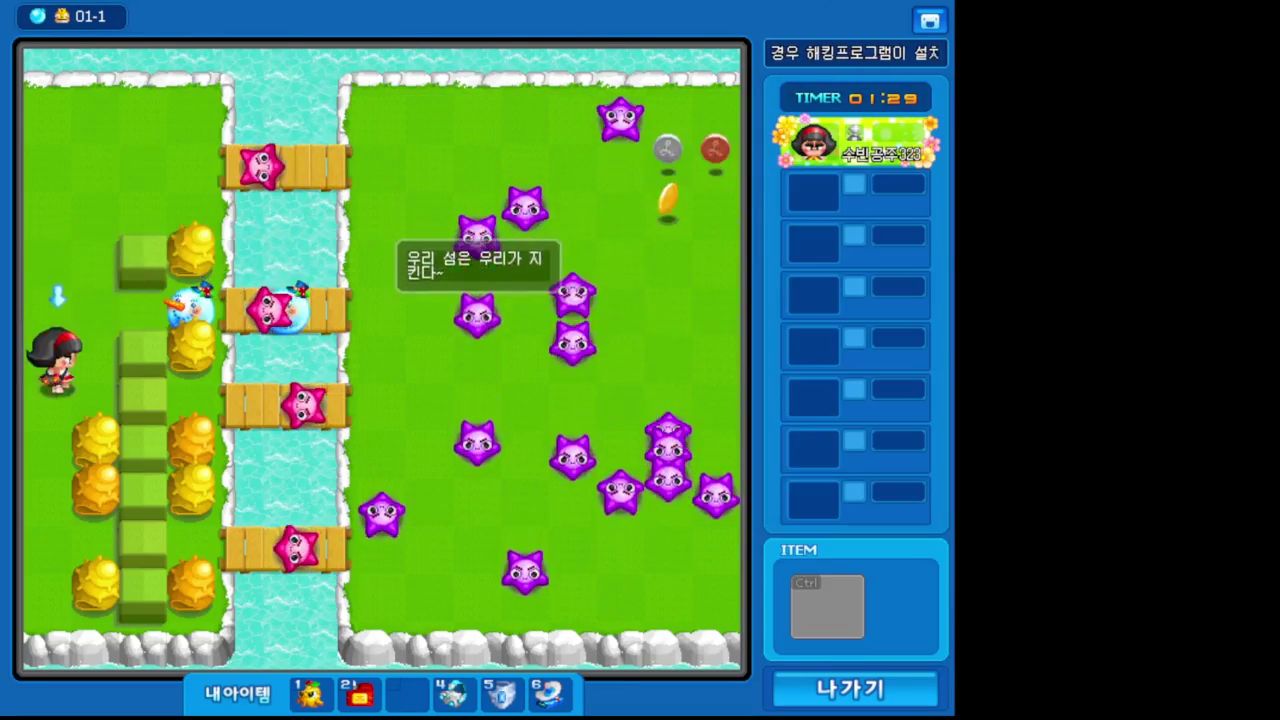 01-1
경우 해킹프로그램이 설치
TIMER 01:29
수빈공주323
우리 섬은 우리가 지
킨다~
ITEM
Ctrl
내아이템
1
2
4
5
6
나가기